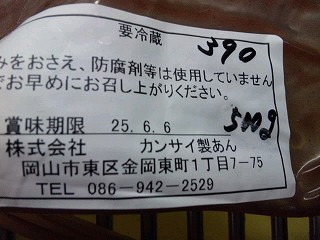 要冷蔵 390
みをおさえ、防腐剤等は使用していません
でお早めにお召し上がりください。
賞味期限 25.6.6 500g
株式会社 カンサイ製あん
岡山市東区金岡東町1丁目7-75
TEL 086-942-2529